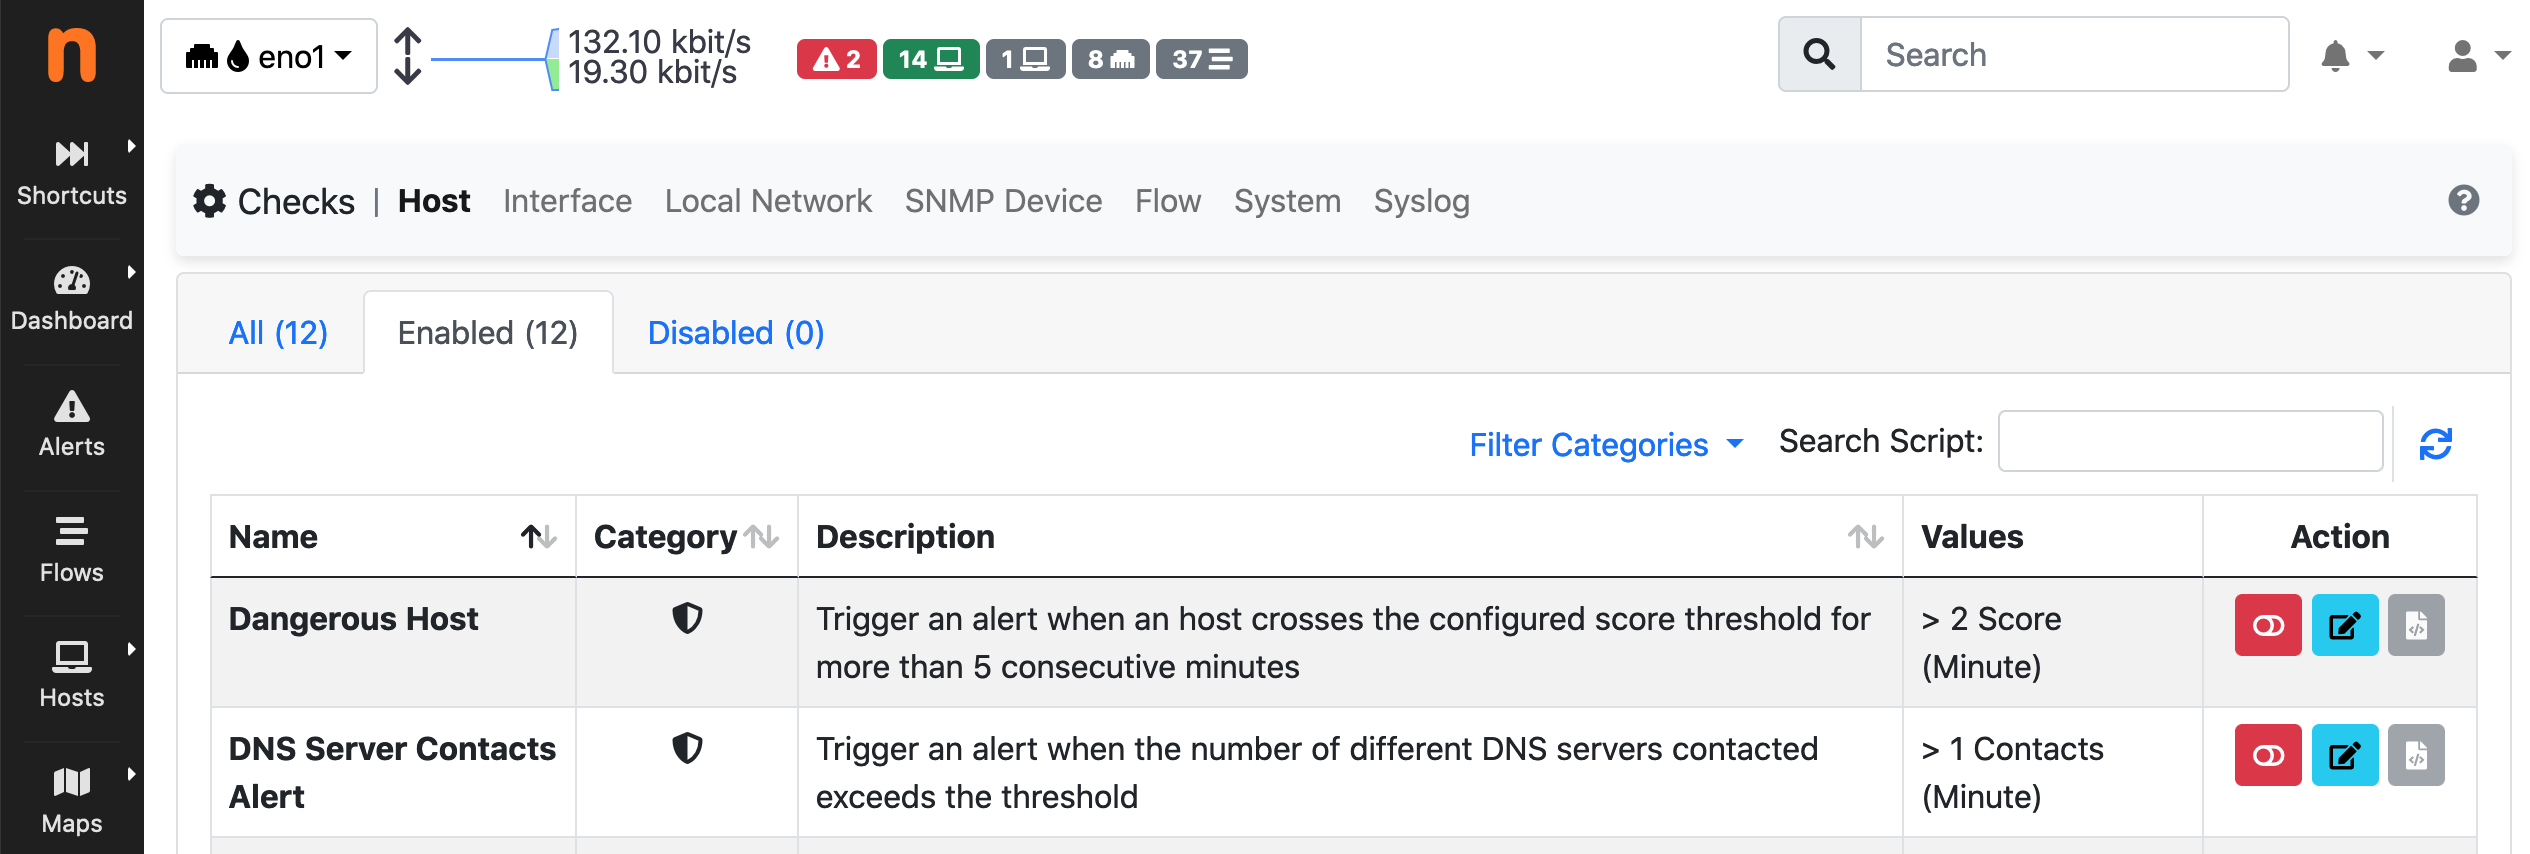 n
eno1
132.10 kbit/s
19.30 kbit/s
2
14
1
8
37
Search
Shortcuts
Dashboard
Alerts
Flows
Hosts
Maps
Checks | Host Interface Local Network SNMP Device Flow System Syslog
All (12) Enabled (12) Disabled (0)
Filter Categories Search Script:
Name Category Description Values Action
Dangerous Host
Trigger an alert when an host crosses the configured score threshold for
more than 5 consecutive minutes
> 2 Score
(Minute)
DNS Server Contacts
Alert
Trigger an alert when the number of different DNS servers contacted
exceeds the threshold
> 1 Contacts
(Minute)